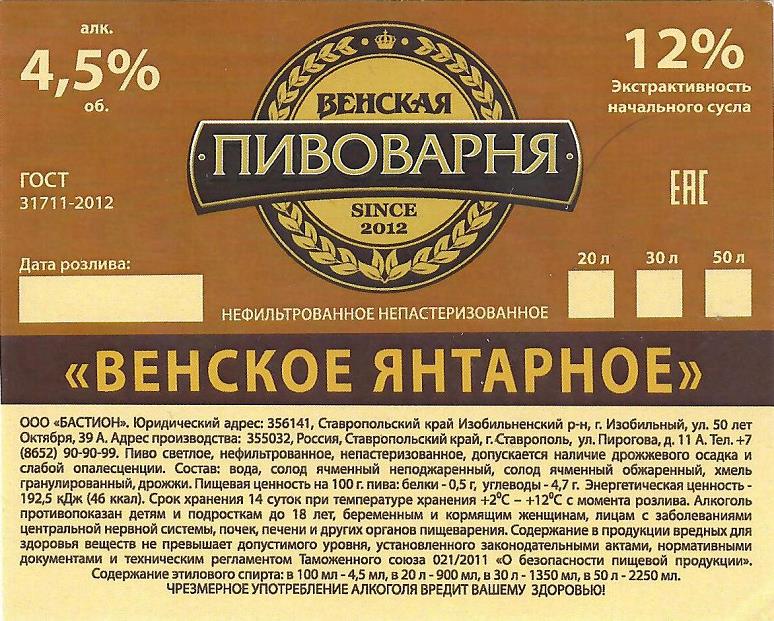 алк.
4,5%
об.
ГОСТ
31711-2012
Дата розлива:
ВЕНСКАЯ
·ПИВОВАРНЯ·
SINCE
2012
НЕФИЛЬТРОВАННОЕ НЕПАСТЕРИЗОВАННОЕ
12%
Экстрактивность
начального сусла
ЕАС
20 л 30 л 50 л
«ВЕНСКОЕ ЯНТАРНОЕ»
ООО «БАСТИОН». Юридический адрес: 356141, Ставропольский край Изобильненский р-н, г. Изобильный, ул. 50 лет
Октября, 39 А. Адрес производства: 355032, Россия, Ставропольский край, г. Ставрополь, ул. Пирогова, д. 11 А. Тел. +7
(8652) 90-90-99. Пиво светлое, нефильтрованное, непастеризованное, допускается наличие дрожжевого осадка и
слабой опалесценции. Состав: вода, солод ячменный неподжаренный, солод ячменный обжаренный, хмель
гранулированный, дрожжи. Пищевая ценность на 100 г. пива: белки - 0,5 г, углеводы - 4,7 г. Энергетическая ценность -
192,5 кДж (46 ккал). Срок хранения 14 суток при температуре хранения +2°С – +12°С с момента розлива. Алкоголь
противопоказан детям и подросткам до 18 лет, беременным и кормящим женщинам, лицам с заболеваниями
центральной нервной системы, почек, печени и других органов пищеварения. Содержание в продукции вредных для
здоровья веществ не превышает допустимого уровня, установленного законодательными актами, нормативными
документами и техническим регламентом Таможенного союза 021/2011 «О безопасности пищевой продукции».
Содержание этилового спирта: в 100 мл - 4,5 мл, в 20 л - 900 мл, в 30 л - 1350 мл, в 50 л - 2250 мл.
ЧРЕЗМЕРНОЕ УПОТРЕБЛЕНИЕ АЛКОГОЛЯ ВРЕДИТ ВАШЕМУ ЗДОРОВЬЮ!